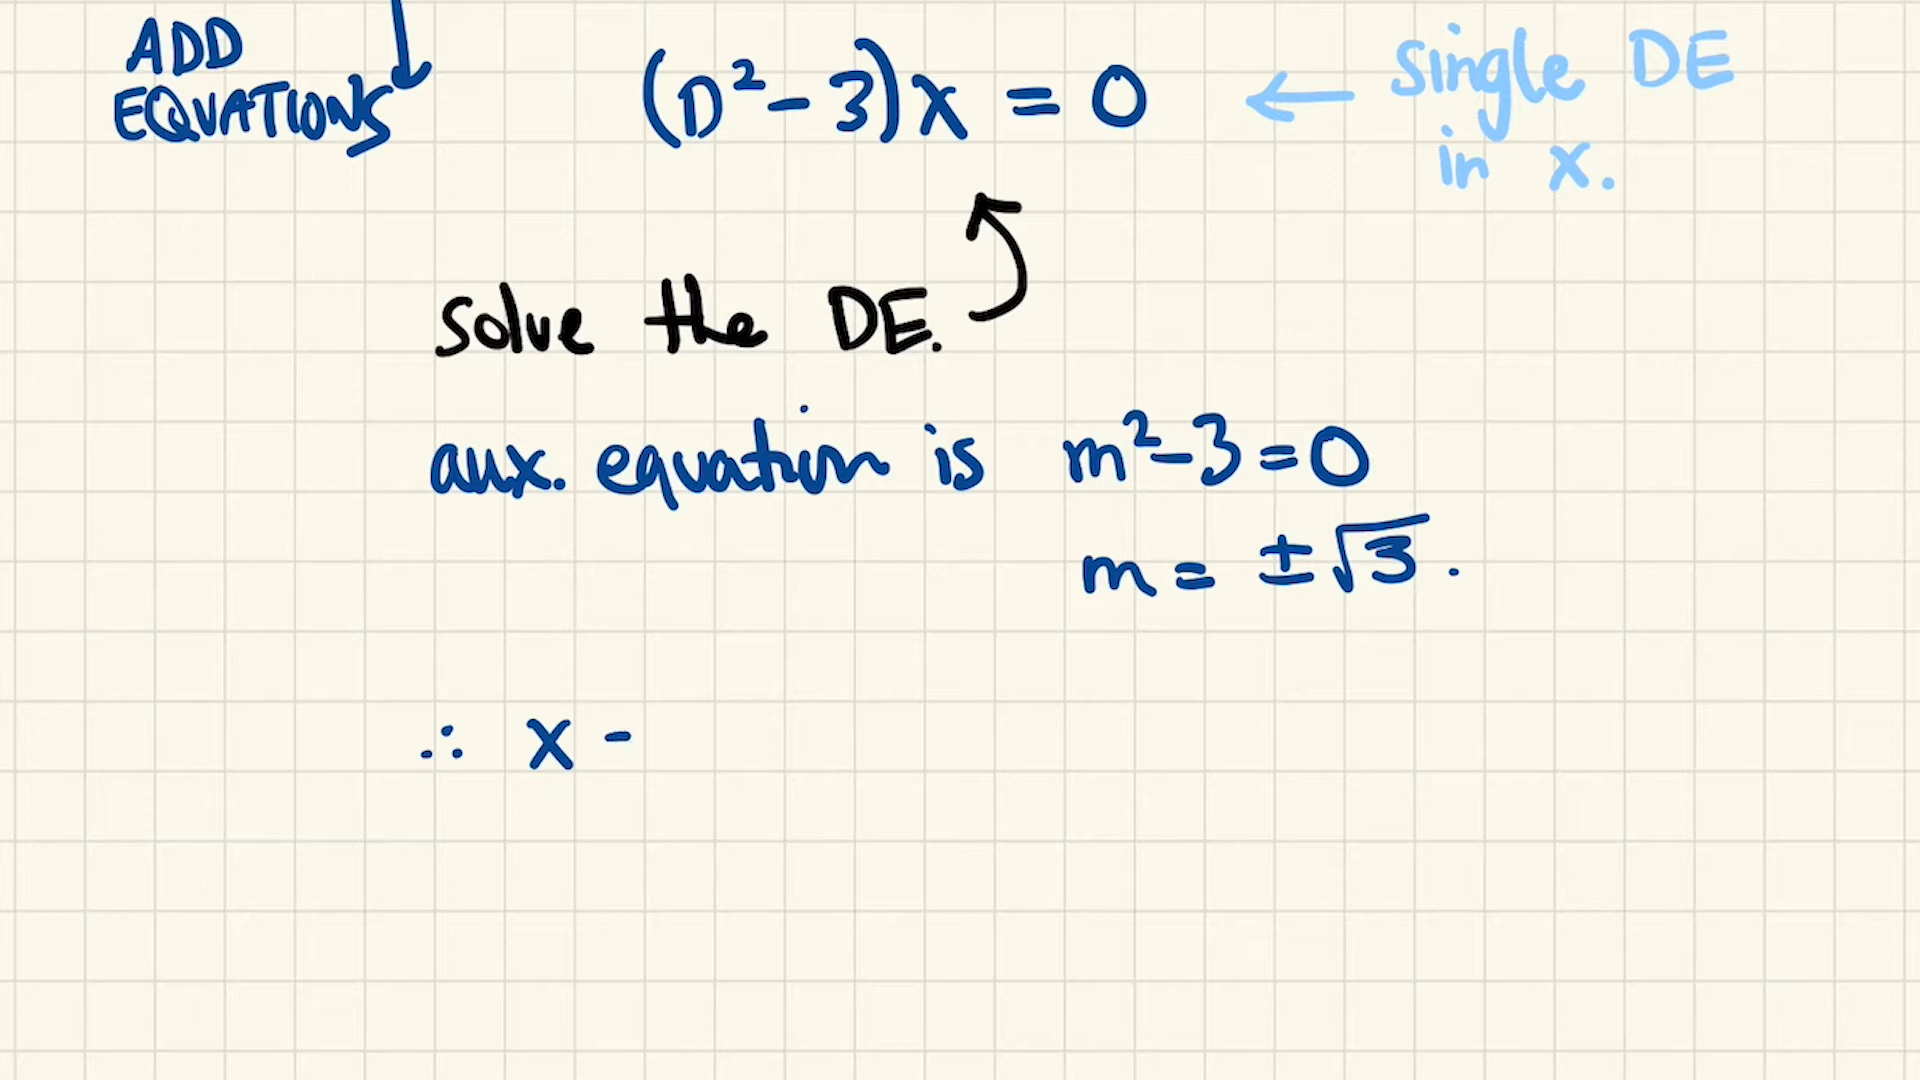 ADD
EQUATIONS
(D² - 3)x = 0
← single DE
in x.
Solve the DE.
aux. equation is m² - 3 = 0
m = ±√3.
∴ x -